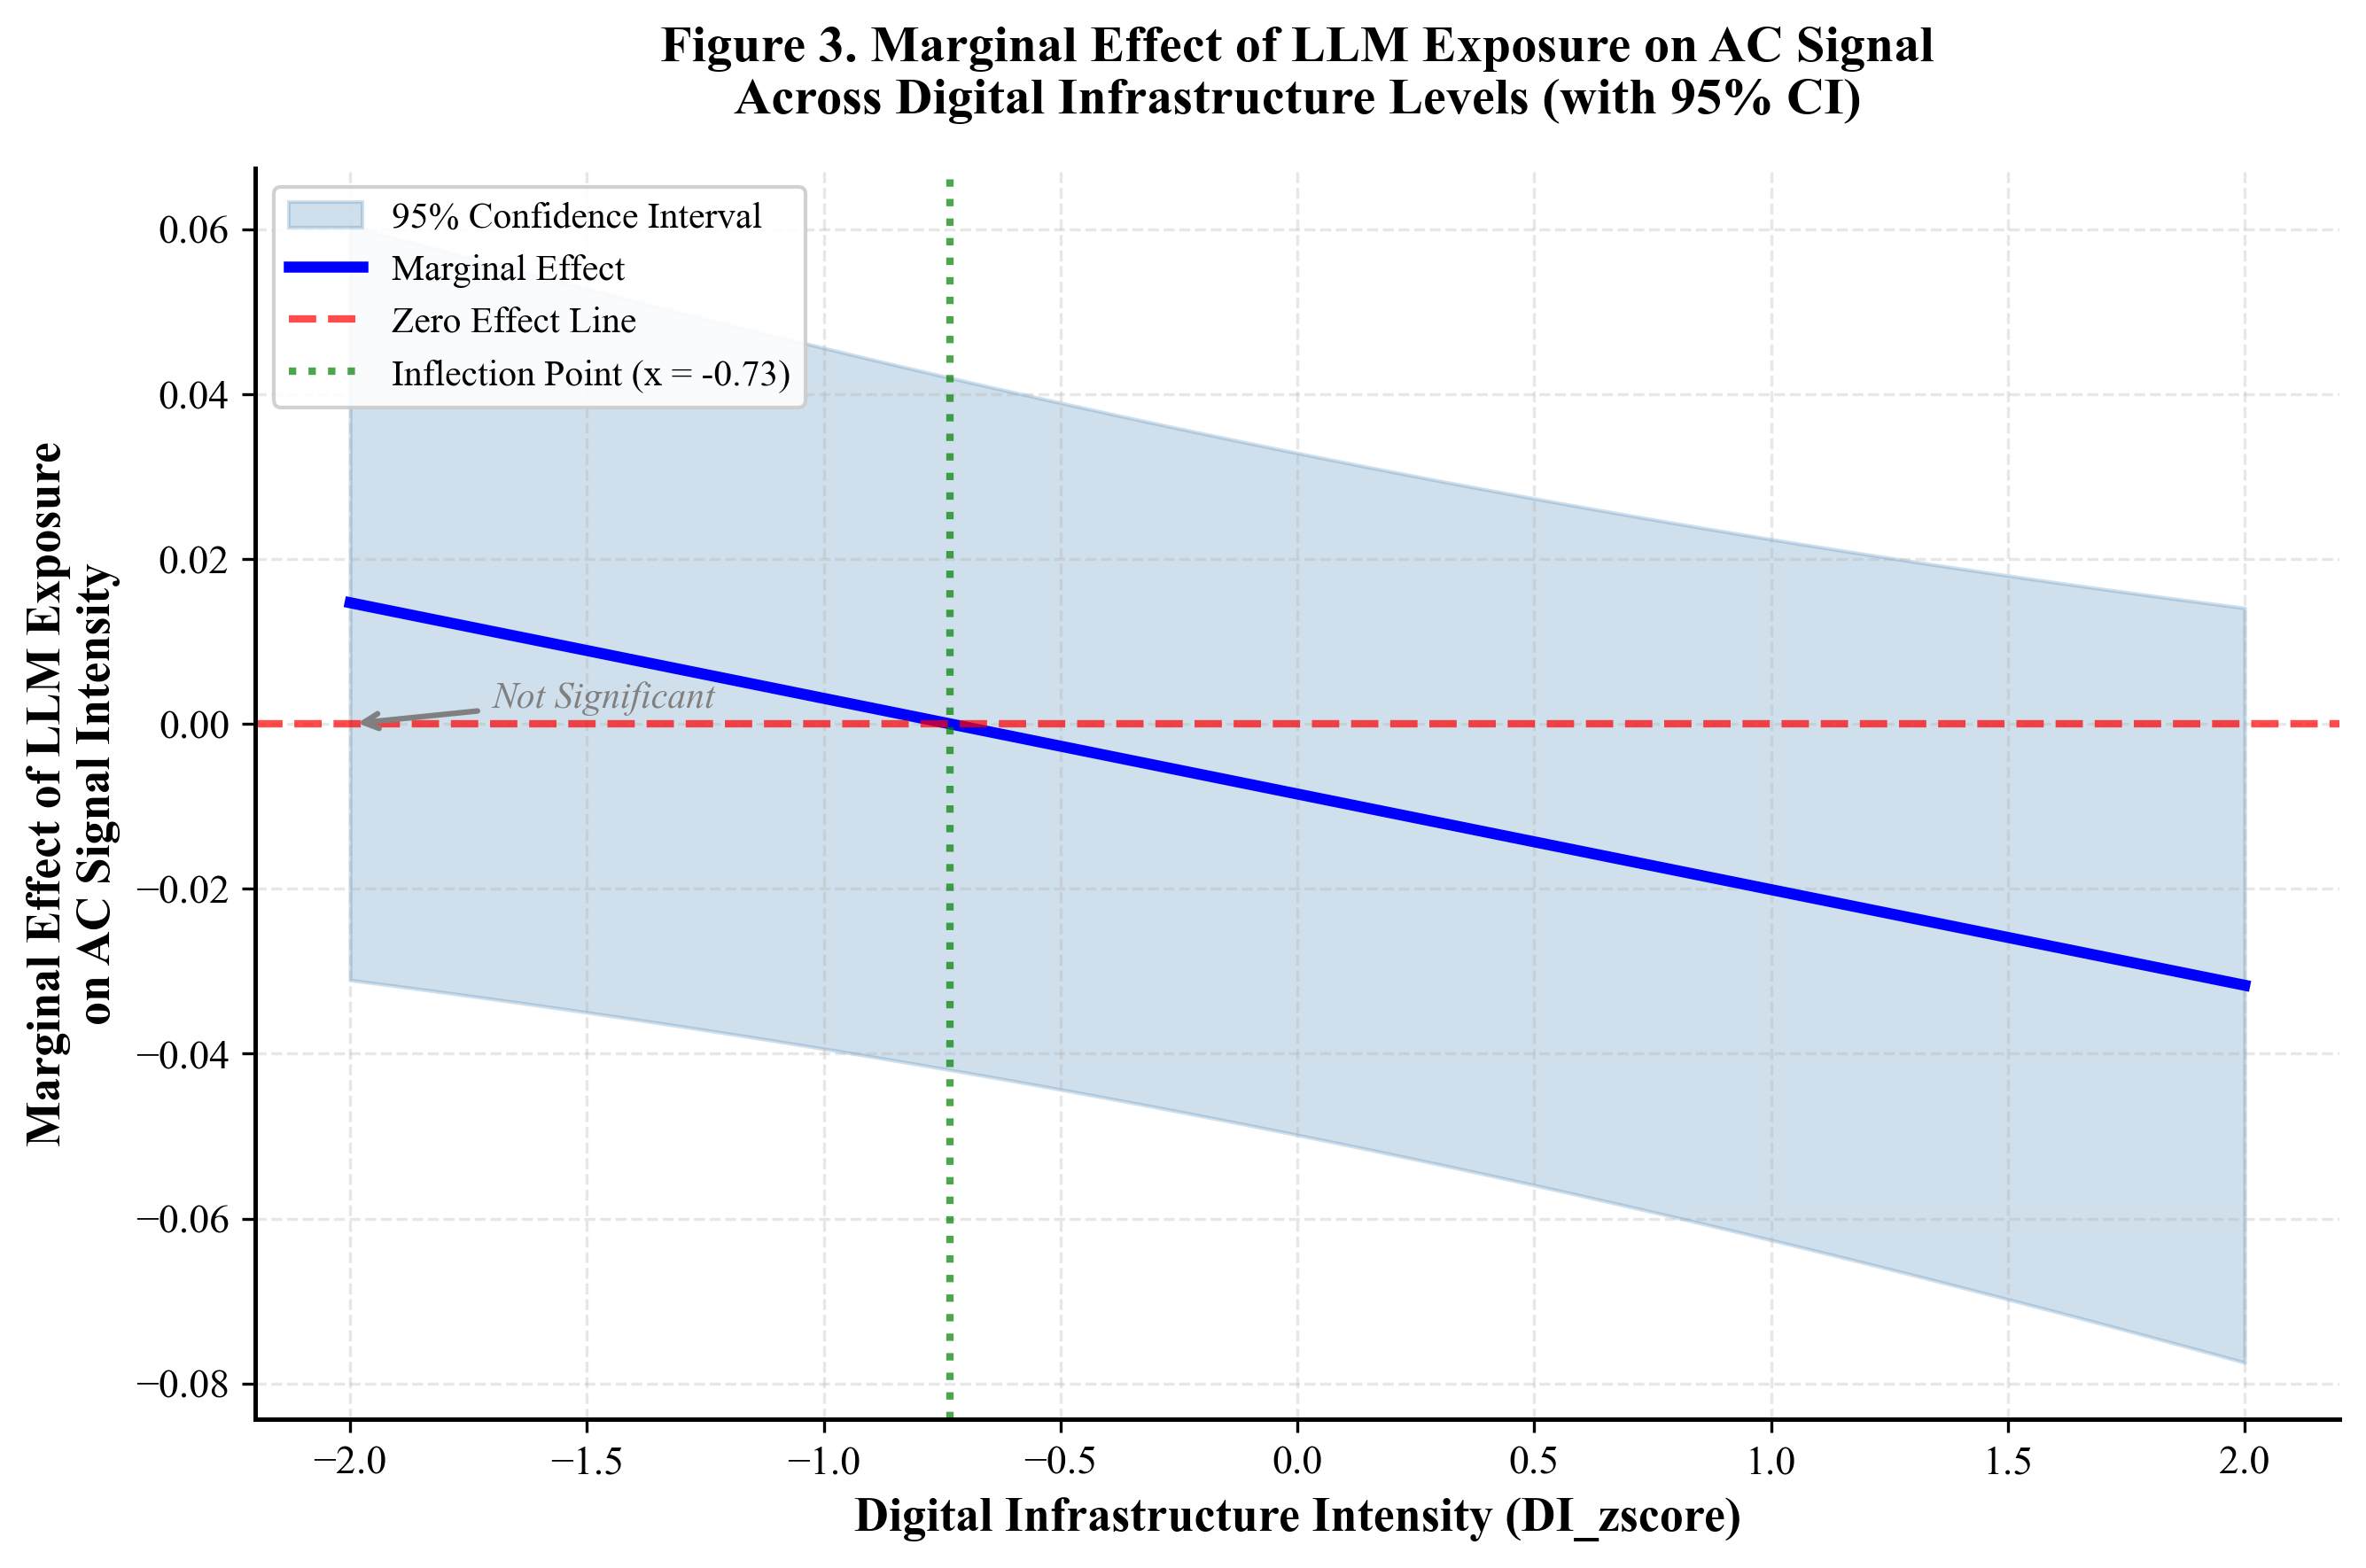 Figure 3. Marginal Effect of LLM Exposure on AC Signal
Across Digital Infrastructure Levels (with 95% CI)
95% Confidence Interval
Marginal Effect
Zero Effect Line
Inflection Point (x = -0.73)
Marginal Effect of LLM Exposure
on AC Signal Intensity
0.06
0.04
0.02
0.00
−0.02
−0.04
−0.06
−0.08
Not Significant
−2.0
−1.5
−1.0
−0.5
0.0
0.5
1.0
1.5
2.0
Digital Infrastructure Intensity (DI_zscore)